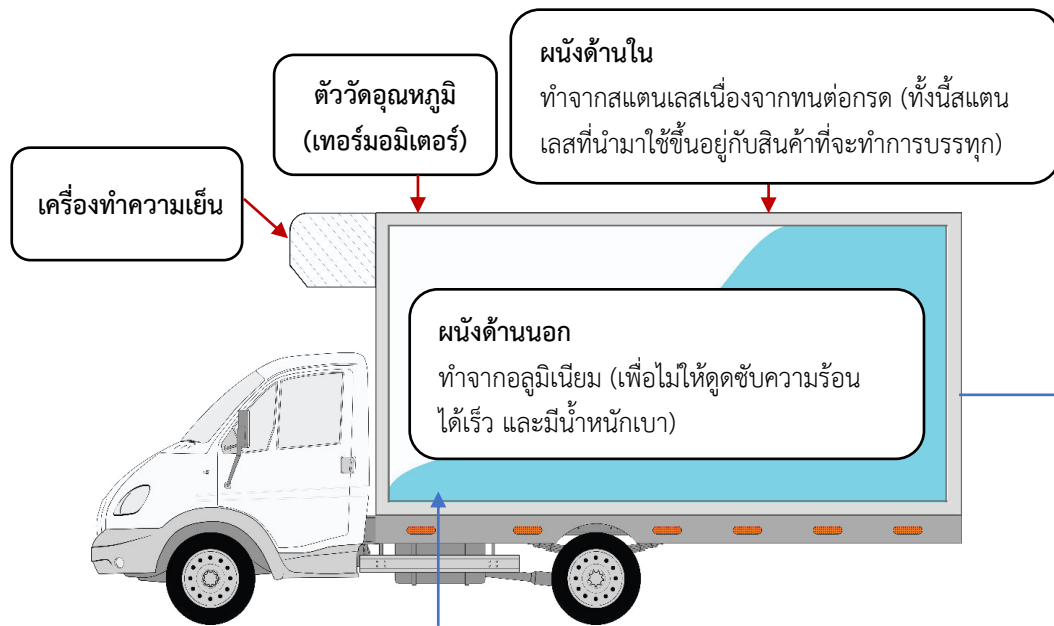 ผนังด้านใน
ทำจากสแตนเลสเนื่องจากทนต่อกรด (ทั้งนี้สแตน
เลสที่นำมาใช้ขึ้นอยู่กับสินค้าที่จะทำการบรรทุก)
ตัววัดอุณหภูมิ
(เทอร์มอมิเตอร์)
เครื่องทำความเย็น
ผนังด้านนอก
ทำจากอลูมิเนียม (เพื่อไม่ให้ดูดซับความร้อน
ได้เร็ว และมีน้ำหนักเบา)